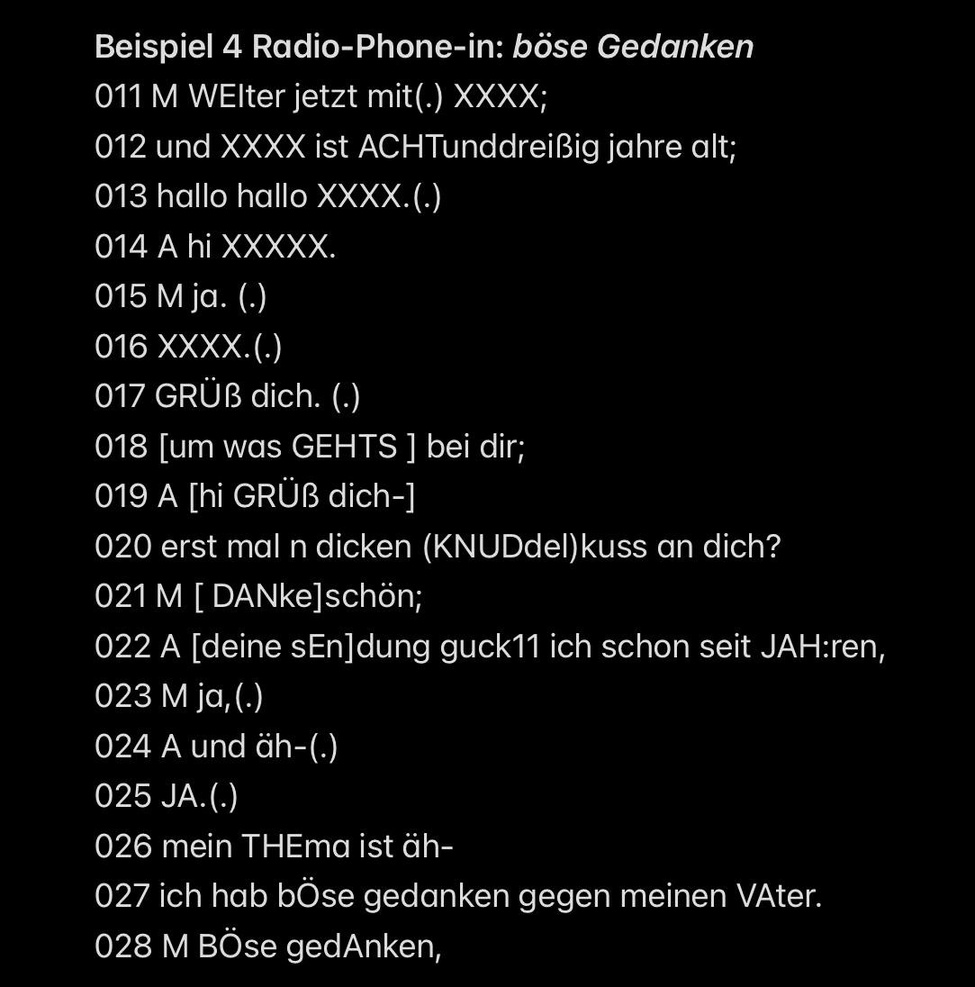 Beispiel 4 Radio-Phone-in: böse Gedanken
011 M WEIter jetzt mit(.) XXXX;
012 und XXXX ist ACHTunddreißig jahre alt;
013 hallo hallo XXXX.(.)
014 A hi XXXXX.
015 M ja. (.)
016 XXXX.(.)
017 GRÜß dich. (.)
018 [um was GEHTS ] bei dir;
019 A [hi GRÜß dich-]
020 erst mal n dicken (KNUDdel)kuss an dich?
021 M [ DANke]schön;
022 A [deine sEn]dung guck11 ich schon seit JAH:ren,
023 M ja,(.)
024 A und äh-(.)
025 JA.(.)
026 mein THEma ist äh-
027 ich hab bÖse gedanken gegen meinen VAter.
028 M BÖse gedAnken,